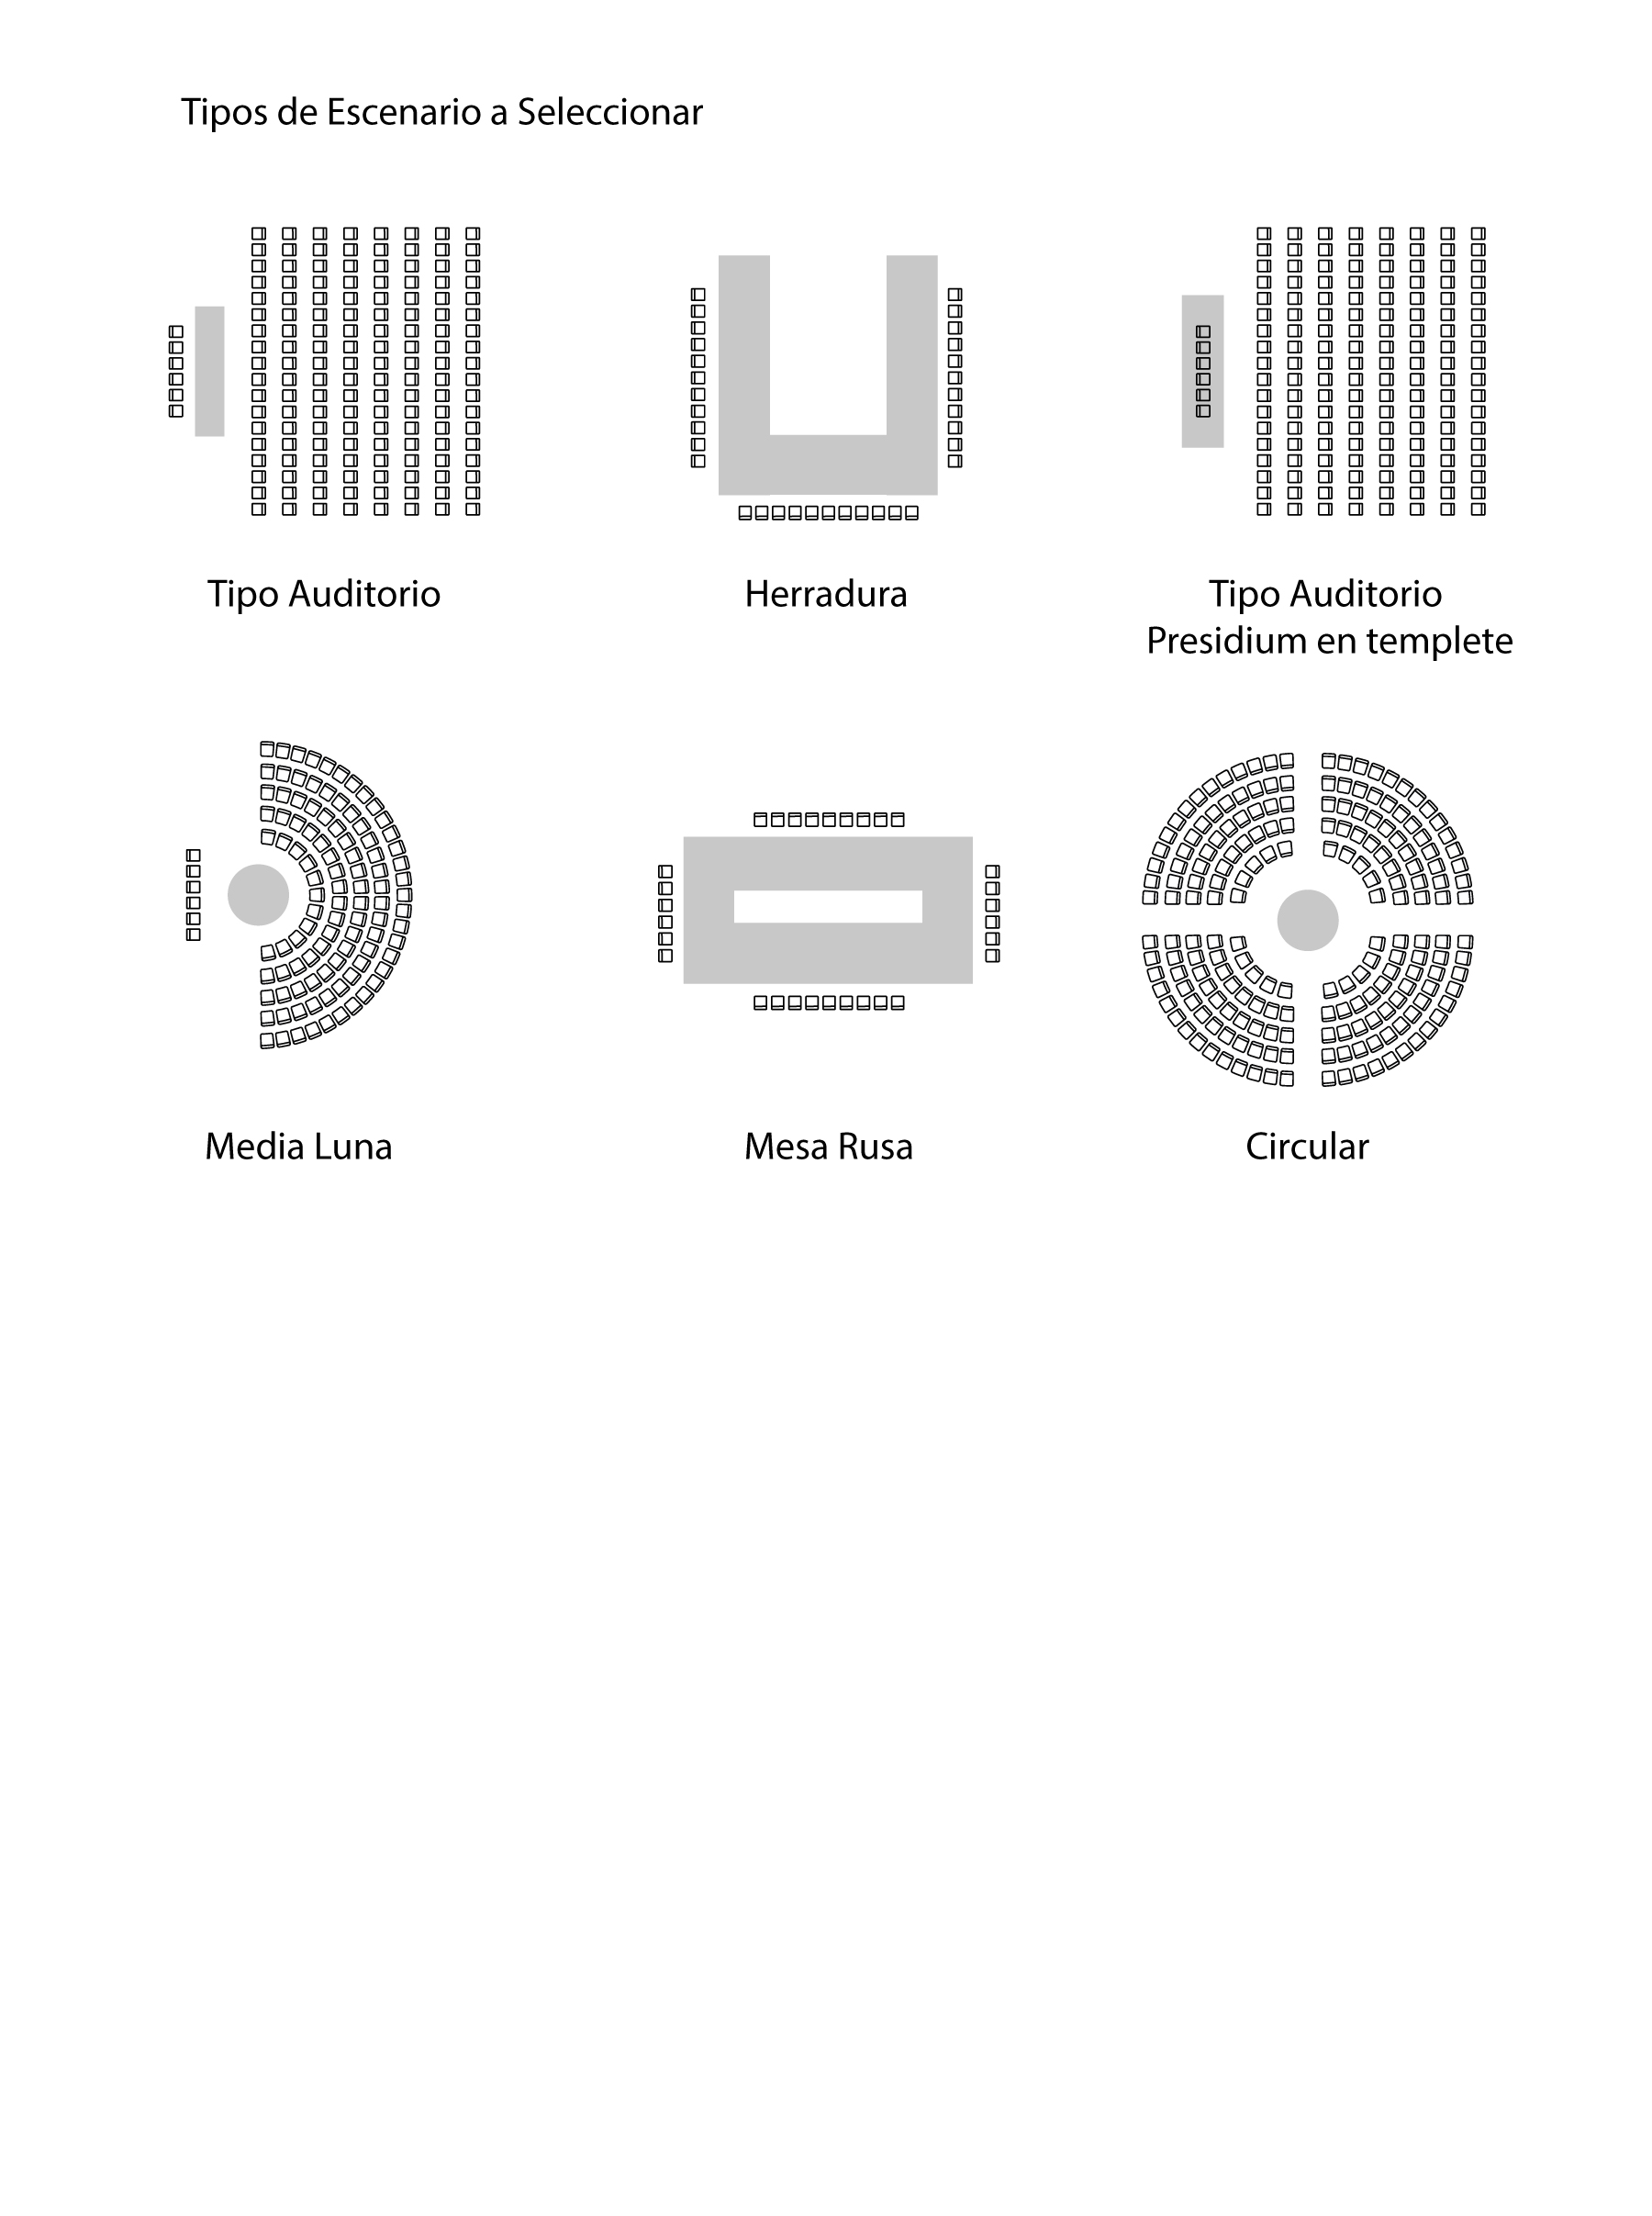 Tipos de Escenario a Seleccionar
Tipo Auditorio
Herradura
Tipo Auditorio
Presidium en templete
Media Luna
Mesa Rusa
Circular